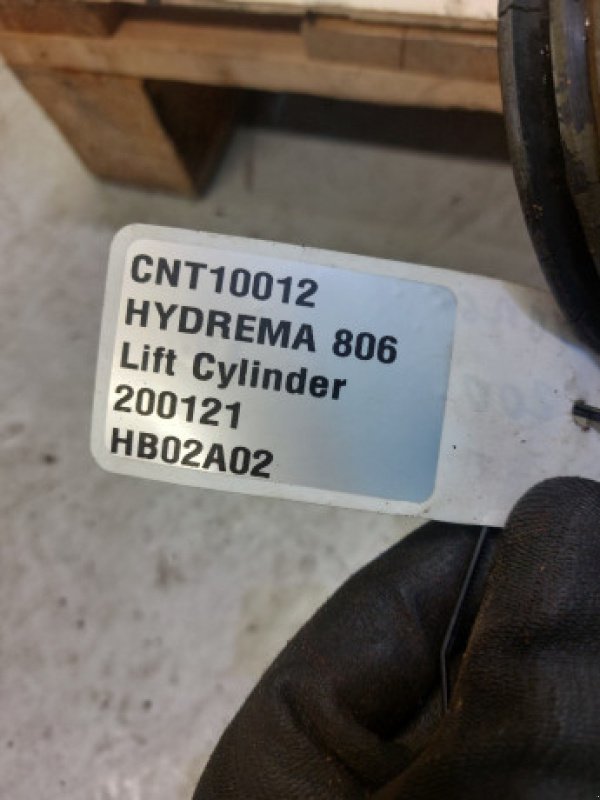 CNT10012
HYDREMA 806
Lift Cylinder
200121
HB02A02